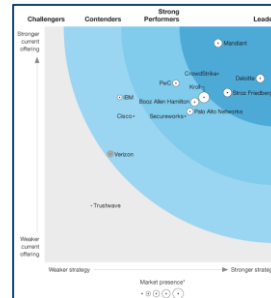 Challengers
Contenders
Strong
Performers
Leade
Stronger
current
offering
Mandiant
CrowdStrike
Deloitte
PwC
Kroll
Stroz Friedberg
IBM
Booz Allen Hamilton
Cisco
Secureworks
Palo Alto Networks
Verizon
Trustwave
Weaker
current
offering
Weaker strategy
Stronger strateg
Market presence*